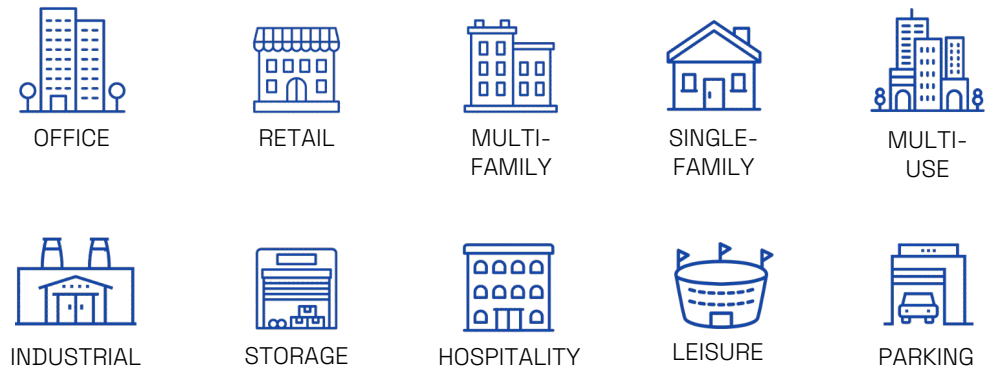 OFFICE
RETAIL
MULTI-
FAMILY
SINGLE-
FAMILY
MULTI-
USE
INDUSTRIAL
STORAGE
HOSPITALITY
LEISURE
PARKING